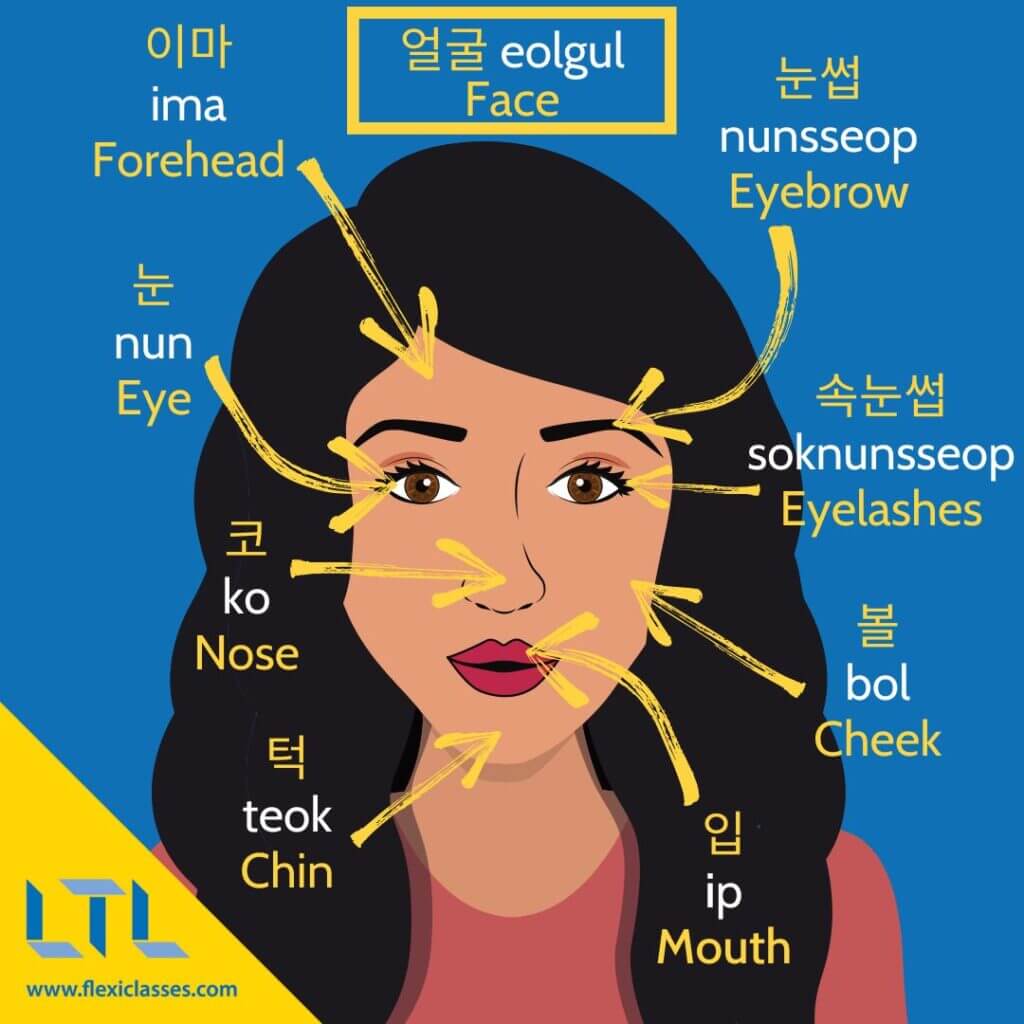 얼굴 eolgul
Face
이마
ima
Forehead
눈썹
nunsseop
Eyebrow
눈
nun
Eye
속눈썹
soknunsseop
Eyelashes
코
ko
Nose
볼
bol
Cheek
턱
teok
Chin
입
ip
Mouth
LTL
www.flexiclasses.com